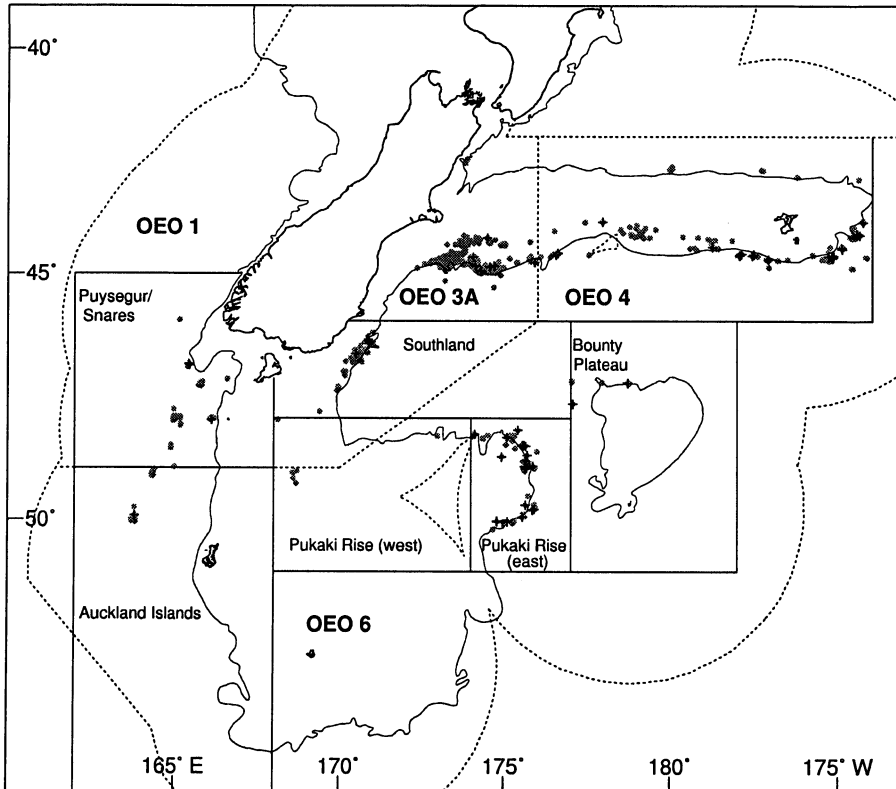 40°
OEO 1
45°
Puysegur/
Snares
OEO 3A
OEO 4
Southland
Bounty
Plateau
50°
Pukaki Rise (west)
Pukaki Rise
(east)
Auckland Islands
OEO 6
165° E
170°
175°
180°
175° W